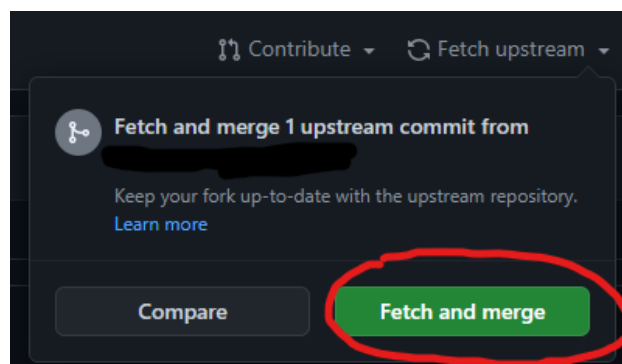 Contribute Fetch upstream
Fetch and merge 1 upstream commit from
Keep your fork up-to-date with the upstream repository.
Learn more
Compare Fetch and merge